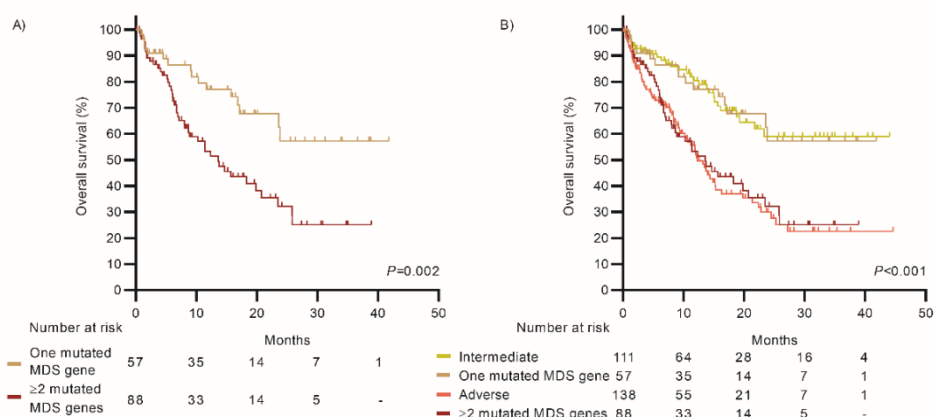 A)
100
90
80
70
60
50
40
30
20
10
0
Overall survival (%)
P=0.002
0 10 20 30 40 50
Months
Number at risk
One mutated
MDS gene 57 35 14 7 1
≥2 mutated
MDS genes 88 33 14 5 -
B)
100
90
80
70
60
50
40
30
20
10
0
Overall survival (%)
P<0.001
0 10 20 30 40 50
Months
Number at risk
Intermediate 111 64 28 16 4
One mutated MDS gene 57 35 14 7 1
Adverse 138 55 21 7 1
≥2 mutated MDS genes 88 33 14 5 -